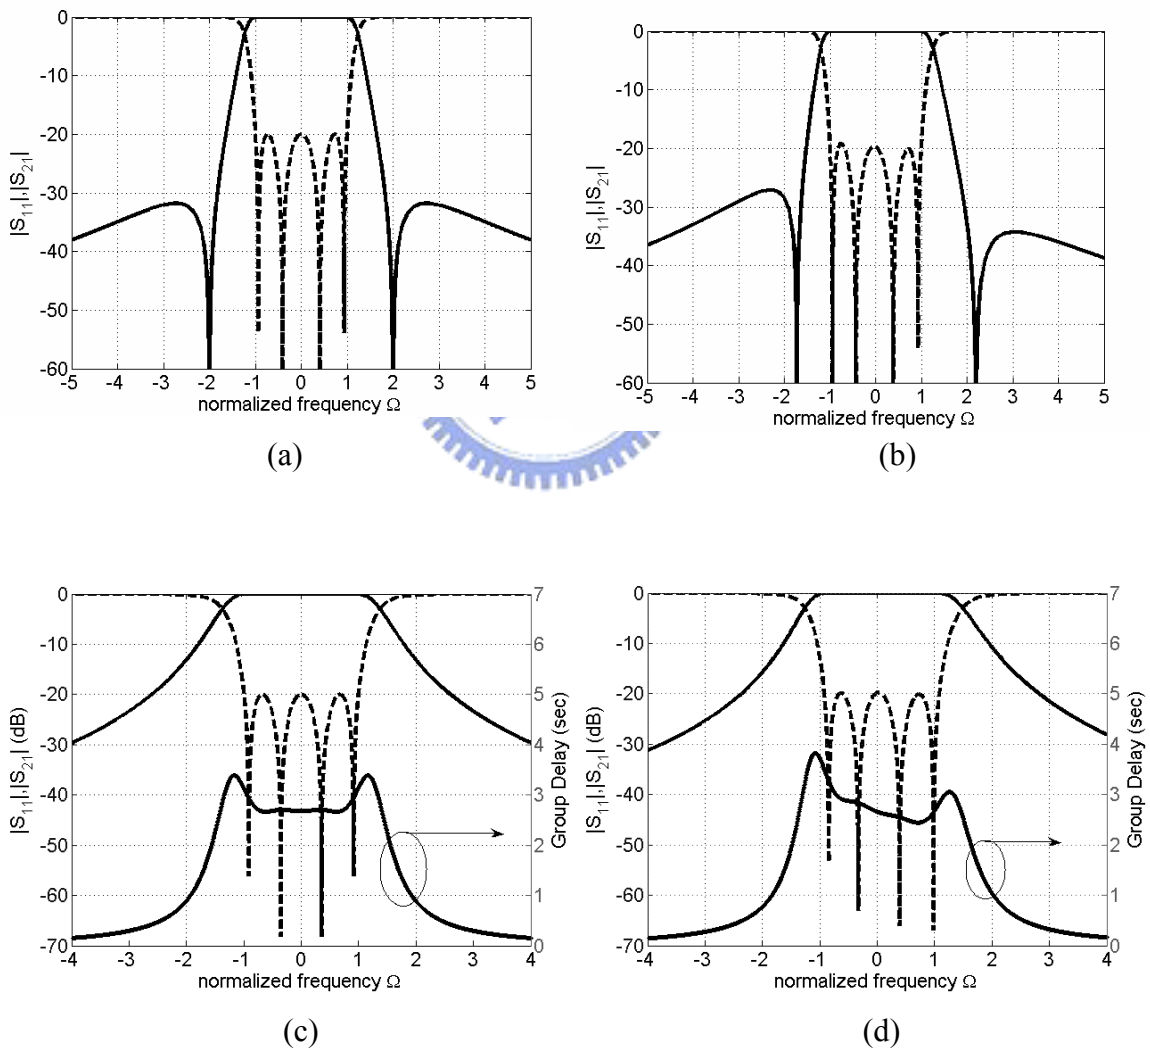 0
-10
-20
-30
-40
-50
-60
|S11|,|S21|
-5 -4 -3 -2 -1 0 1 2 3 4 5
normalized frequency Ω
(a)
0
-10
-20
-30
-40
-50
-60
|S11|,|S21|
-5 -4 -3 -2 -1 0 1 2 3 4 5
normalized frequency Ω
(b)
0
-10
-20
-30
-40
-50
-60
-70
|S11|,|S21| (dB)
7
6
5
4
3
2
1
0
Group Delay (sec)
-4 -3 -2 -1 0 1 2 3 4
normalized frequency Ω
(c)
0
-10
-20
-30
-40
-50
-60
-70
|S11|,|S21| (dB)
7
6
5
4
3
2
1
0
Group Delay (sec)
-4 -3 -2 -1 0 1 2 3 4
normalized frequency Ω
(d)